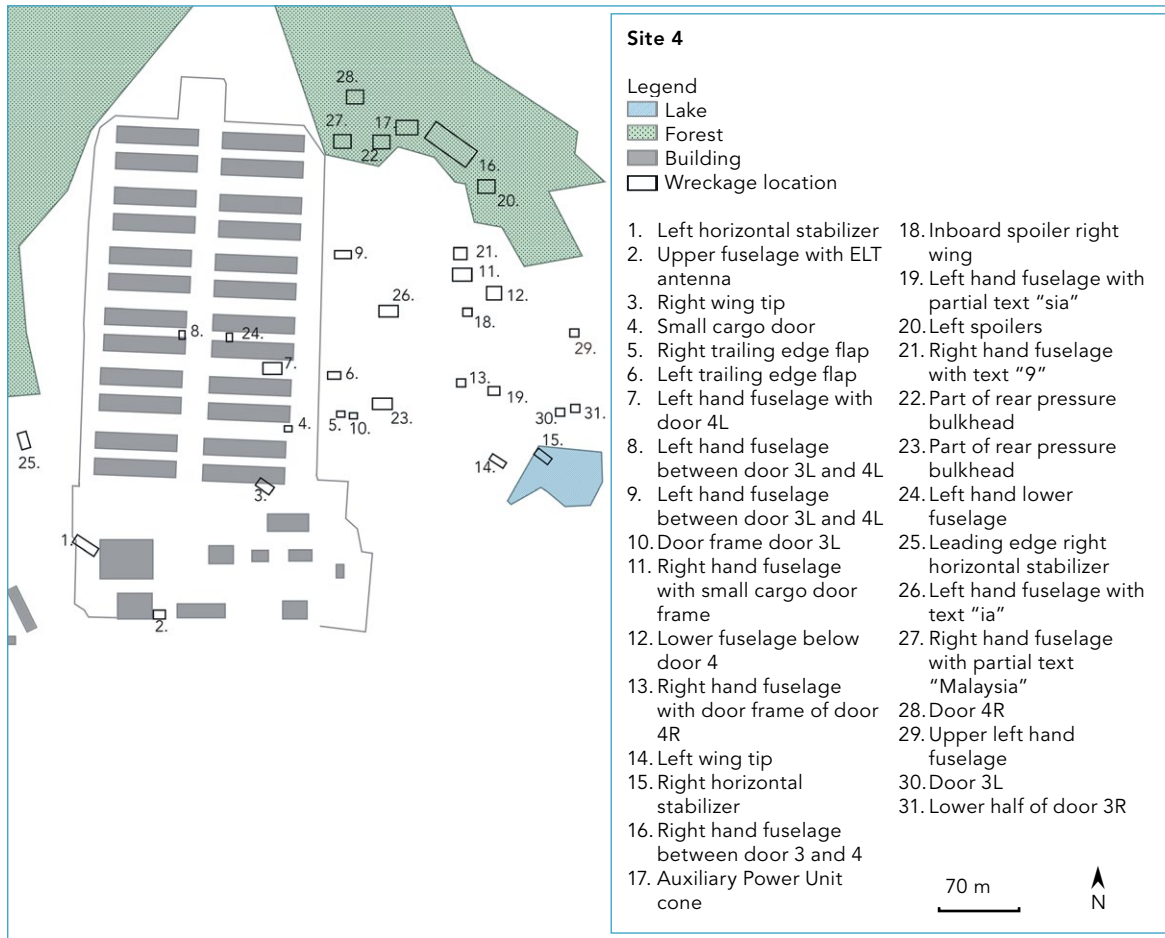 28.
27.
17.
22.
16.
20.
9.
21.
11.
26.
12.
18.
8.
24.
29.
7.
6.
13.
19.
5.
10.
23.
30.
31.
4.
15.
14.
25.
3.
1.
2.
Site 4
Legend
Lake
Forest
Building
Wreckage location
1. Left horizontal stabilizer
2. Upper fuselage with ELT
antenna
3. Right wing tip
4. Small cargo door
5. Right trailing edge flap
6. Left trailing edge flap
7. Left hand fuselage with
door 4L
8. Left hand fuselage
between door 3L and 4L
9. Left hand fuselage
between door 3L and 4L
10. Door frame door 3L
11. Right hand fuselage
with small cargo door
frame
12. Lower fuselage below
door 4
13. Right hand fuselage
with door frame of door
4R
14. Left wing tip
15. Right horizontal
stabilizer
16. Right hand fuselage
between door 3 and 4
17. Auxiliary Power Unit
cone
18. Inboard spoiler right
wing
19. Left hand fuselage with
partial text "sia"
20. Left spoilers
21. Right hand fuselage
with text "9"
22. Part of rear pressure
bulkhead
23. Part of rear pressure
bulkhead
24. Left hand lower
fuselage
25. Leading edge right
horizontal stabilizer
26. Left hand fuselage with
text "ia"
27. Right hand fuselage
with partial text
"Malaysia"
28. Door 4R
29. Upper left hand
fuselage
30. Door 3L
31. Lower half of door 3R
70 m
N